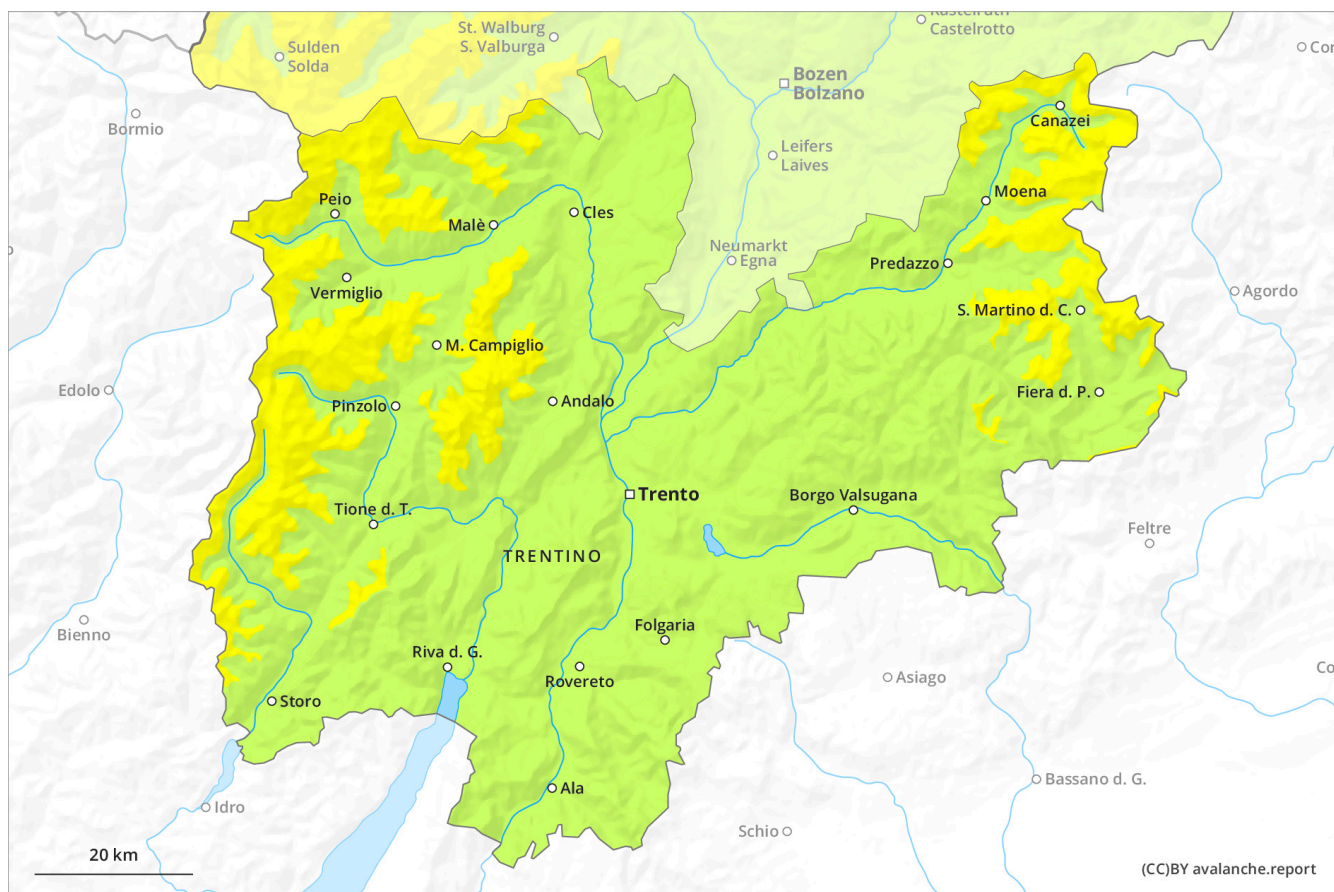 Kastelruth
Castelrotto
St. Walburg
S. Valburga
Sulden
Solda
Bozen
Bolzano
Bormio
Canazei
Leifers
Laives
Peio
Moena
Malè
Cles
Neumarkt
Egna
Predazzo
Vermiglio
Agordo
S. Martino d. C.
M. Campiglio
Edolo
Pinzolo
Andalo
Fiera d. P.
Trento
Borgo Valsugana
Tione d. T.
Feltre
TRENTINO
Bienno
Folgaria
Riva d. G.
Asiago
Rovereto
Storo
Bassano d. G.
Ala
Idro
Schio
20 km
(CC)BY avalanche.report